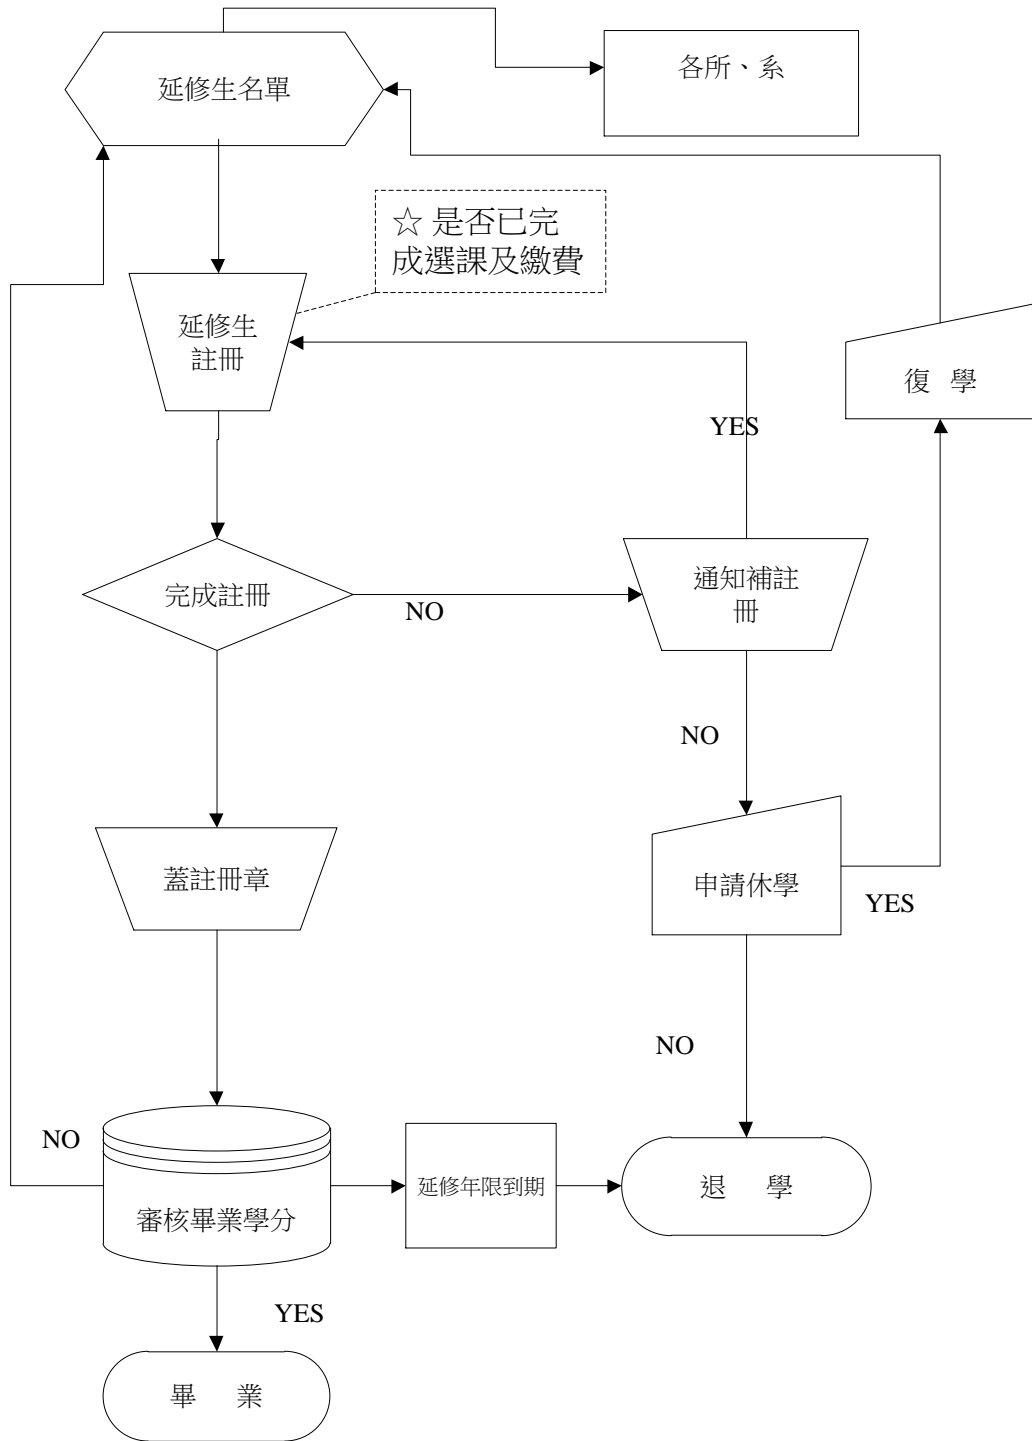 延修生名單
各所、系
☆ 是否已完
成選課及繳費
延修生
註冊
復 學
YES
完成註冊
NO
通知補註
冊
NO
蓋註冊章
申請休學
YES
NO
NO
審核畢業學分
延修年限到期
退 學
YES
畢 業